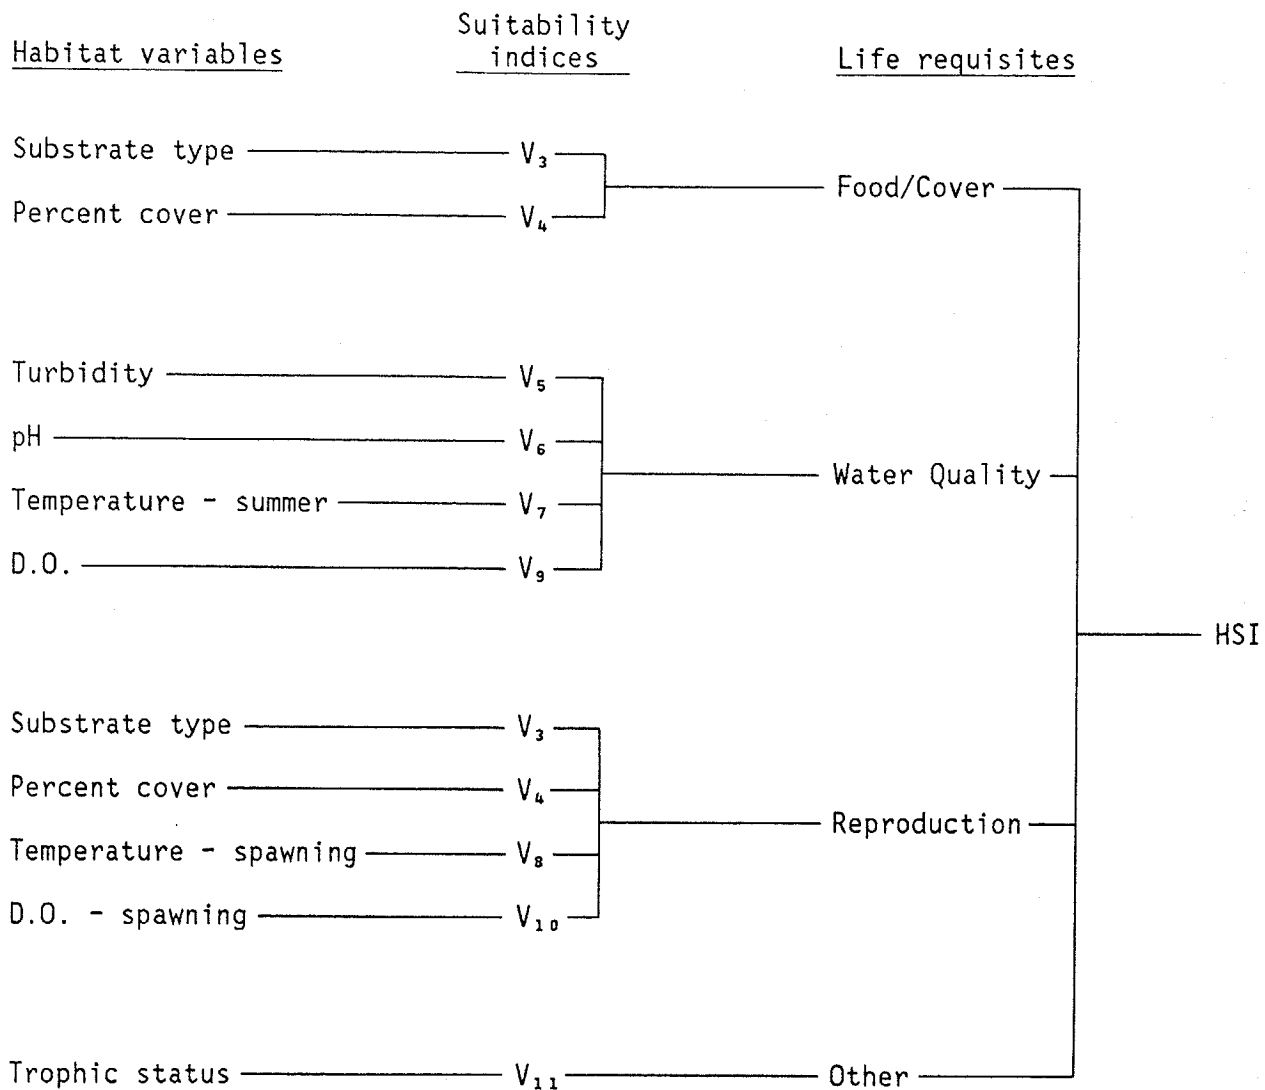 Habitat variables Suitability indices Life requisites
Substrate type V₃
Percent cover V₄
Food/Cover
Turbidity V₅
pH V₆
Temperature - summer V₇
D.O. V₉
Water Quality
HSI
Substrate type V₃
Percent cover V₄
Temperature - spawning V₈
D.O. - spawning V₁₀
Reproduction
Trophic status V₁₁ Other